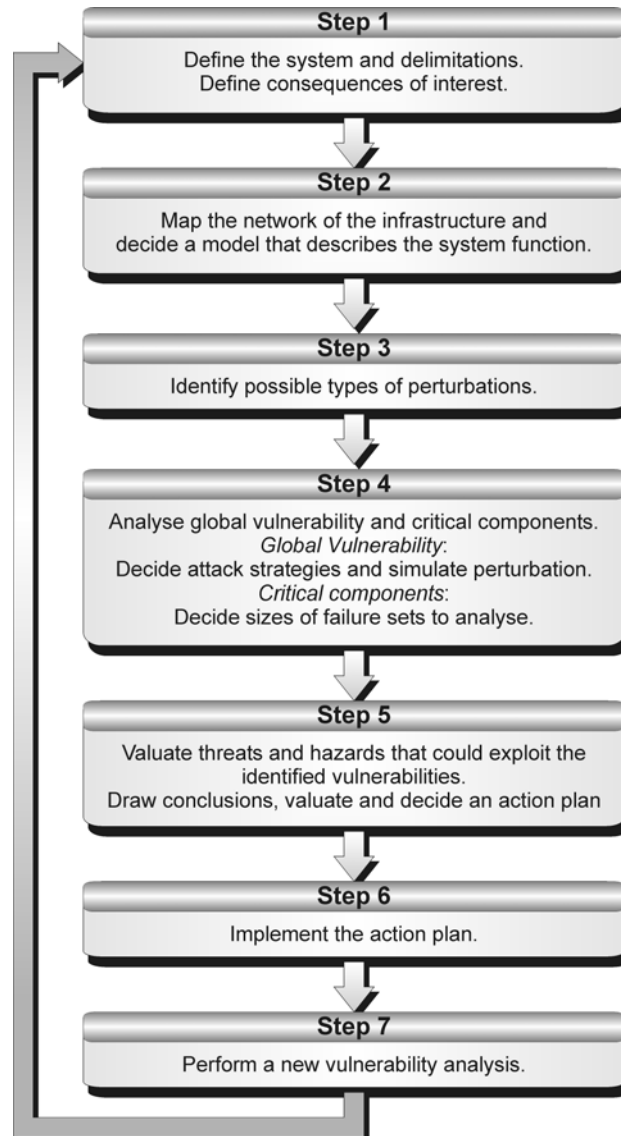 Step 1
Define the system and delimitations.
Define consequences of interest.
Step 2
Map the network of the infrastructure and
decide a model that describes the system function.
Step 3
Identify possible types of perturbations.
Step 4
Analyse global vulnerability and critical components.
Global Vulnerability:
Decide attack strategies and simulate perturbation.
Critical components:
Decide sizes of failure sets to analyse.
Step 5
Valuate threats and hazards that could exploit the
identified vulnerabilities.
Draw conclusions, valuate and decide an action plan
Step 6
Implement the action plan.
Step 7
Perform a new vulnerability analysis.